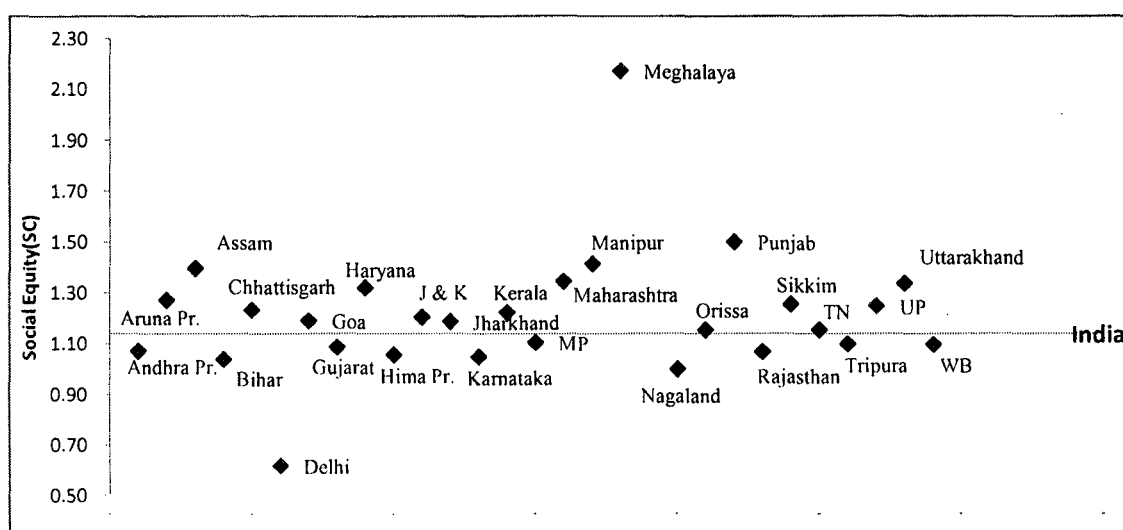 2.30
2.10
1.90
1.70
1.50
1.30
1.10
0.90
0.70
0.50
Social Equity(SC)
Meghalaya
Assam
Manipur
Punjab
Uttarakhand
Haryana
Chhattisgarh
J & K
Kerala
Maharashtra
Sikkim
Orissa
TN
UP
Aruna Pr.
Goa
Jharkhand
MP
India
Andhra Pr.
Bihar
Gujarat
Hima Pr.
Karnataka
Nagaland
Rajasthan
Tripura
WB
Delhi